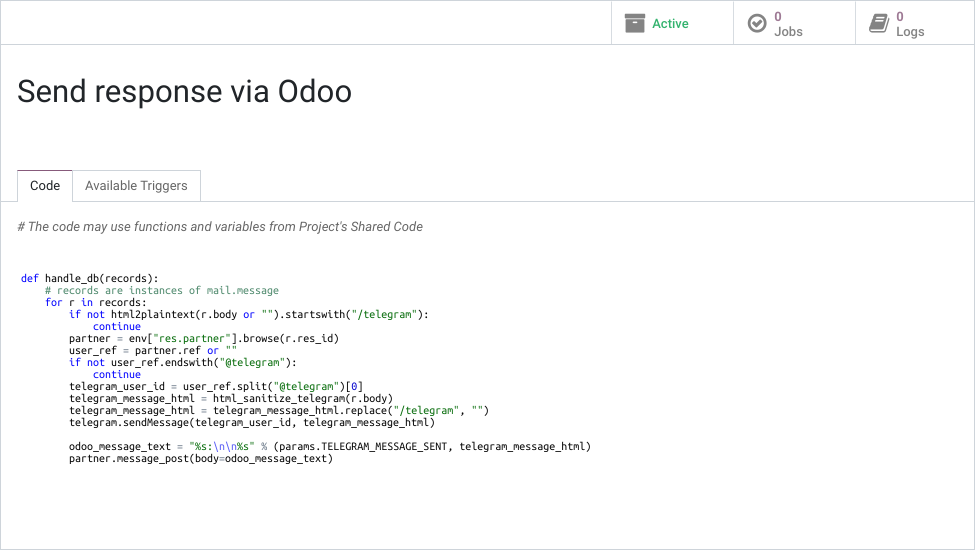 Active
0
Jobs
0
Logs
Send response via Odoo
Code
Available Triggers
# The code may use functions and variables from Project's Shared Code
def handle_db(records):
    # records are instances of mail.message
    for r in records:
        if not html2plaintext(r.body or "").startswith("/telegram"):
            continue
        partner = env["res.partner"].browse(r.res_id)
        user_ref = partner.ref or ""
        if not user_ref.endswith("@telegram"):
            continue
        telegram_user_id = user_ref.split("@telegram")[0]
        telegram_message_html = html_sanitize_telegram(r.body)
        telegram_message_html = telegram_message_html.replace("/telegram", "")
        telegram.sendMessage(telegram_user_id, telegram_message_html)
        odoo_message_text = "%s:\n\n%s" % (params.TELEGRAM_MESSAGE_SENT, telegram_message_html)
        partner.message_post(body=odoo_message_text)